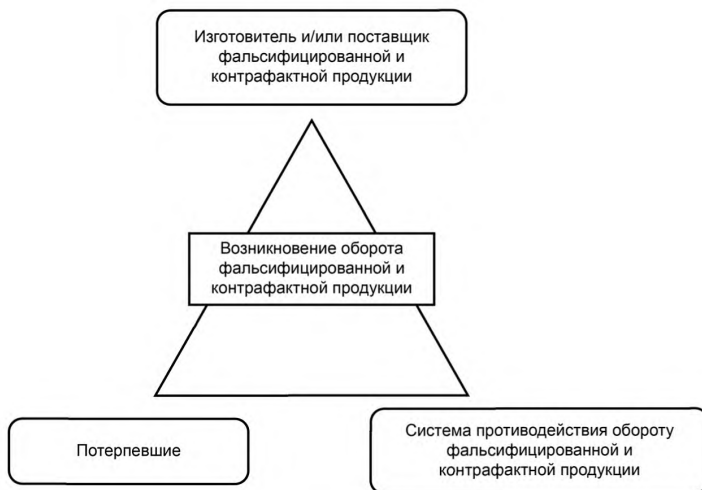 Изготовитель и/или поставщик
фальсифицированной и
контрафактной продукции
Возникновение оборота
фальсифицированной и
контрафактной продукции
Потерпевшие
Система противодействия обороту
фальсифицированной и
контрафактной продукции